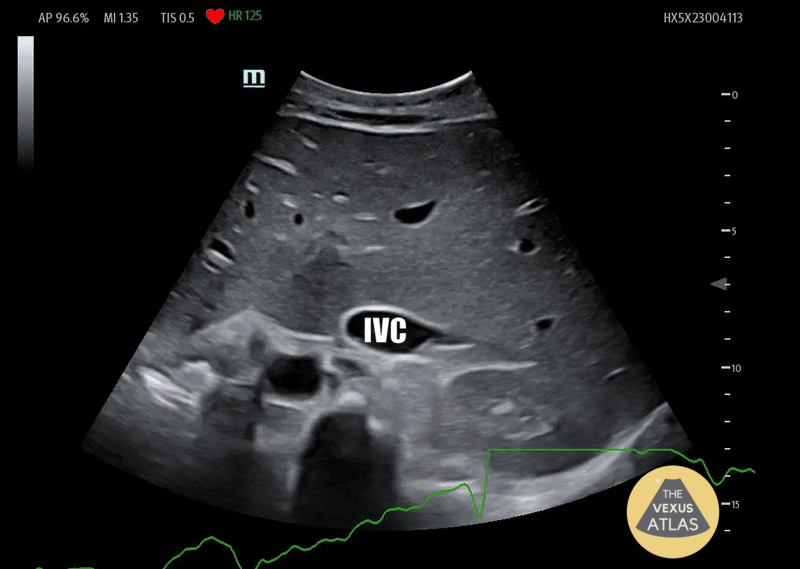 AP 96.6% MI 1.35 TIS 0.5 HR 125 HX5X23004113
m
0
5
IVC
10
15
THE
VEXUS
ATLAS